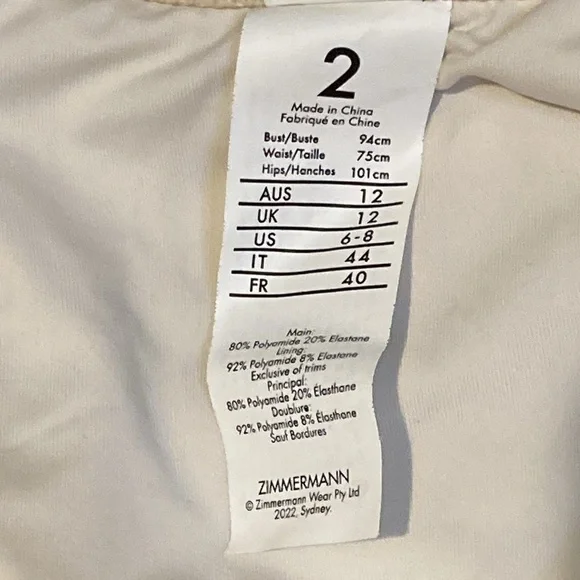 2
Made in China
Fabriqué en Chine
Bust/Buste 94cm
Waist/Taille 75cm
Hips/Hanches 101cm
AUS 12
UK 12
US 6-8
IT 44
FR 40
Main:
80% Polyamide 20% Elastane
Lining:
92% Polyamide 8% Elastane
Exclusive of trims
Principal:
80% Polyamide 20% Élasthane
Doublure:
92% Polyamide 8% Élasthane
Sauf Bordures
ZIMMERMANN
© Zimmermann Wear Pty Ltd
2022, Sydney.